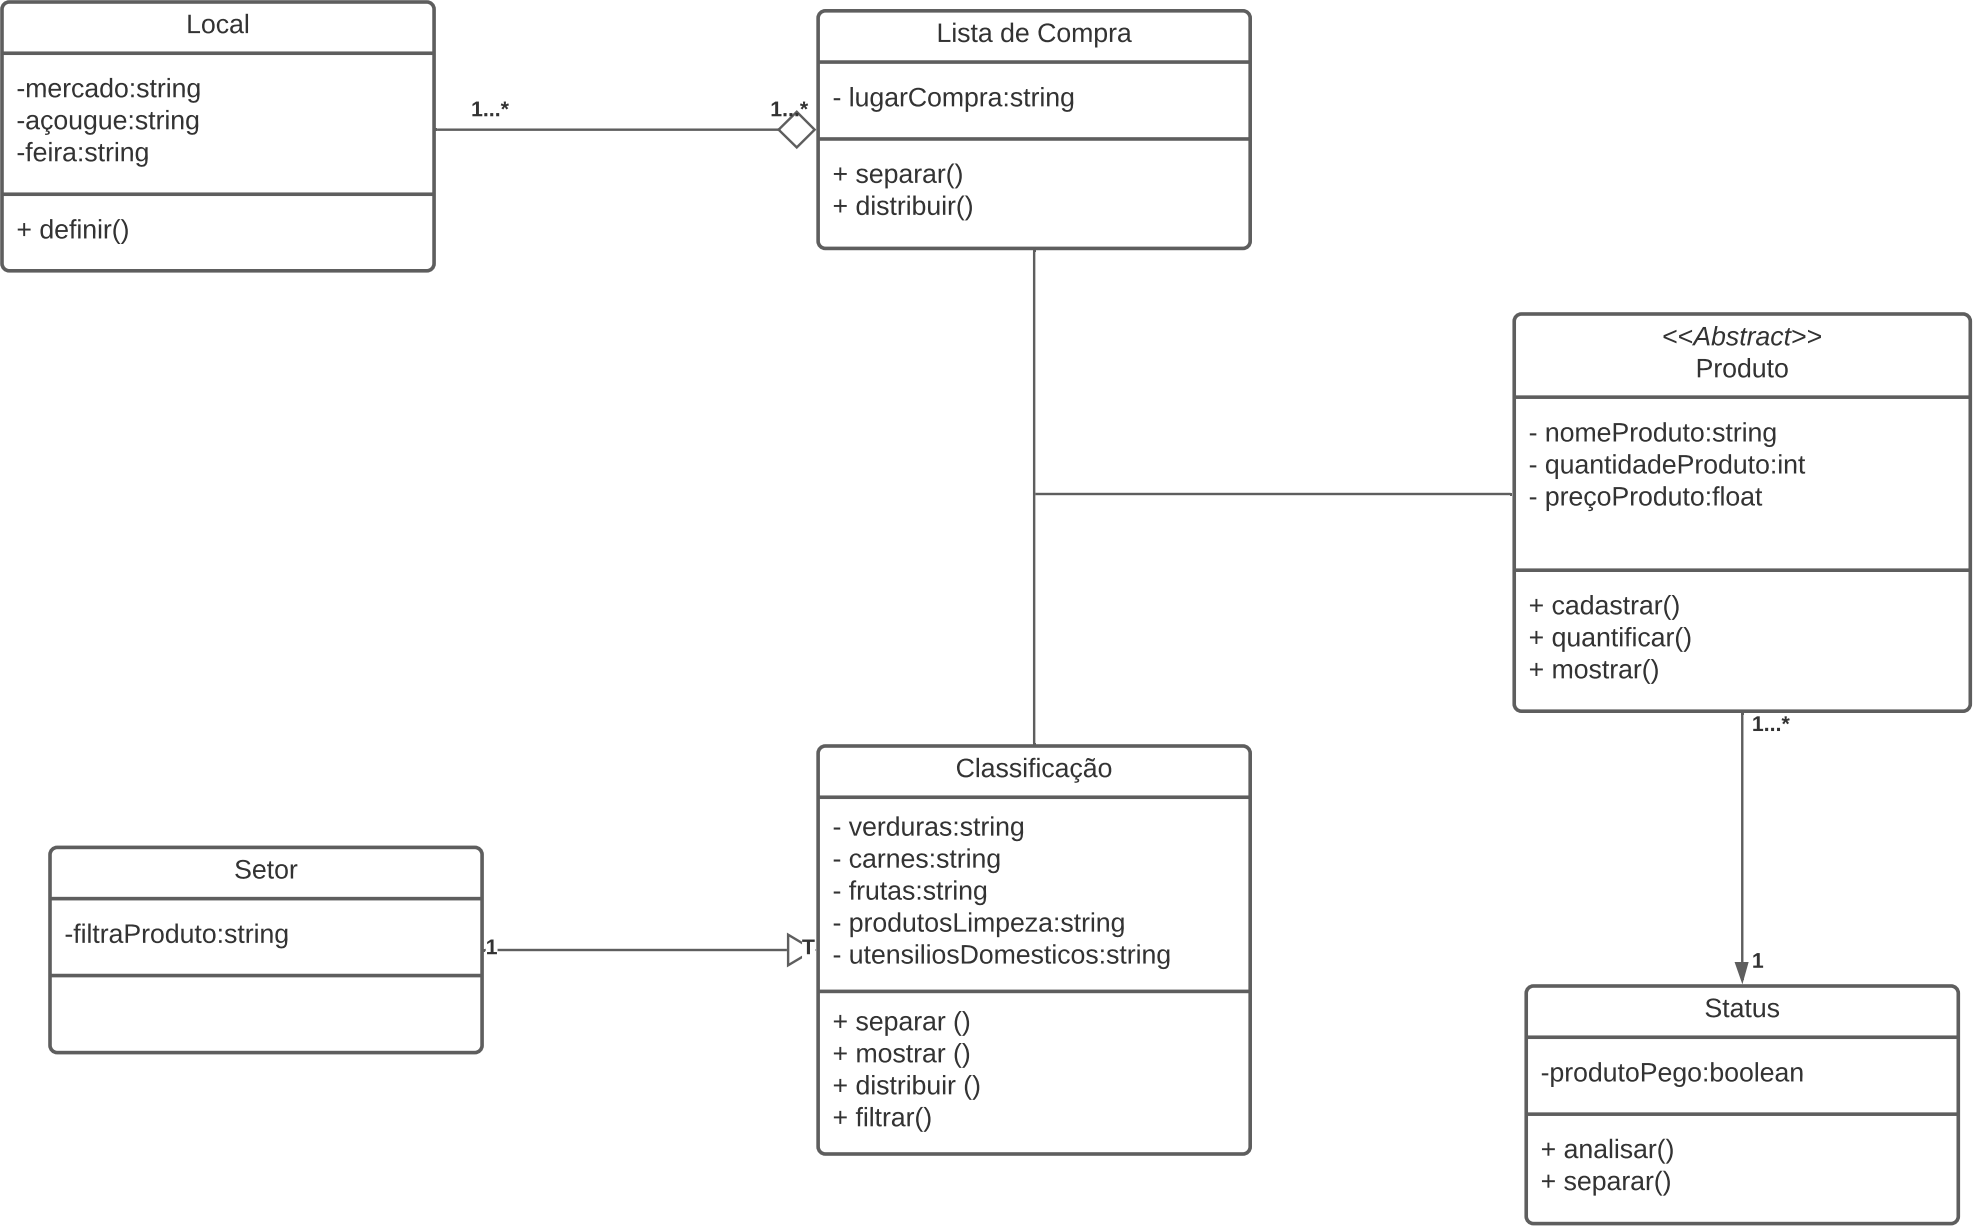 Local
-mercado:string
-açougue:string
-feira:string
+ definir()
1...*
1...*
Lista de Compra
- lugarCompra:string
+ separar()
+ distribuir()
<<Abstract>>
Produto
- nomeProduto:string
- quantidadeProduto:int
- preçoProduto:float
+ cadastrar()
+ quantificar()
+ mostrar()
1...*
1
Classificação
- verduras:string
- carnes:string
- frutas:string
- produtosLimpeza:string
- utensiliosDomesticos:string
+ separar ()
+ mostrar ()
+ distribuir ()
+ filtrar()
Setor
-filtraProduto:string
1
T
Status
-produtoPego:boolean
+ analisar()
+ separar()